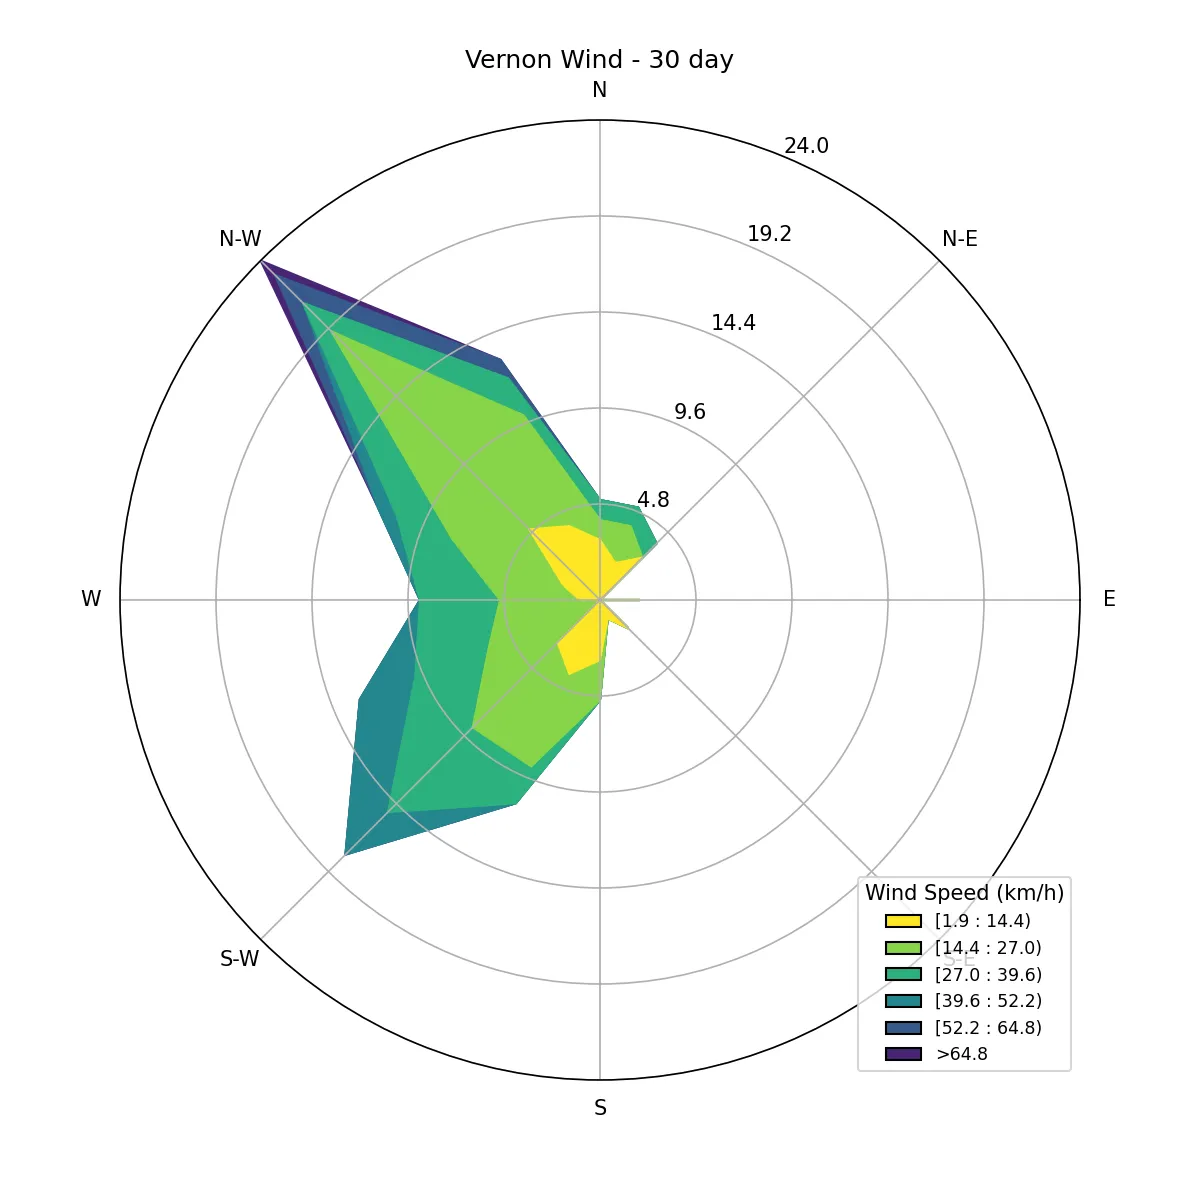 Vernon Wind - 30 day
N
24.0
N-W
19.2
N-E
14.4
9.6
4.8
W
E
Wind Speed (km/h)
[1.9 : 14.4)
[14.4 : 27.0)
S-W
S-E
[27.0 : 39.6)
[39.6 : 52.2)
[52.2 : 64.8)
>64.8
S